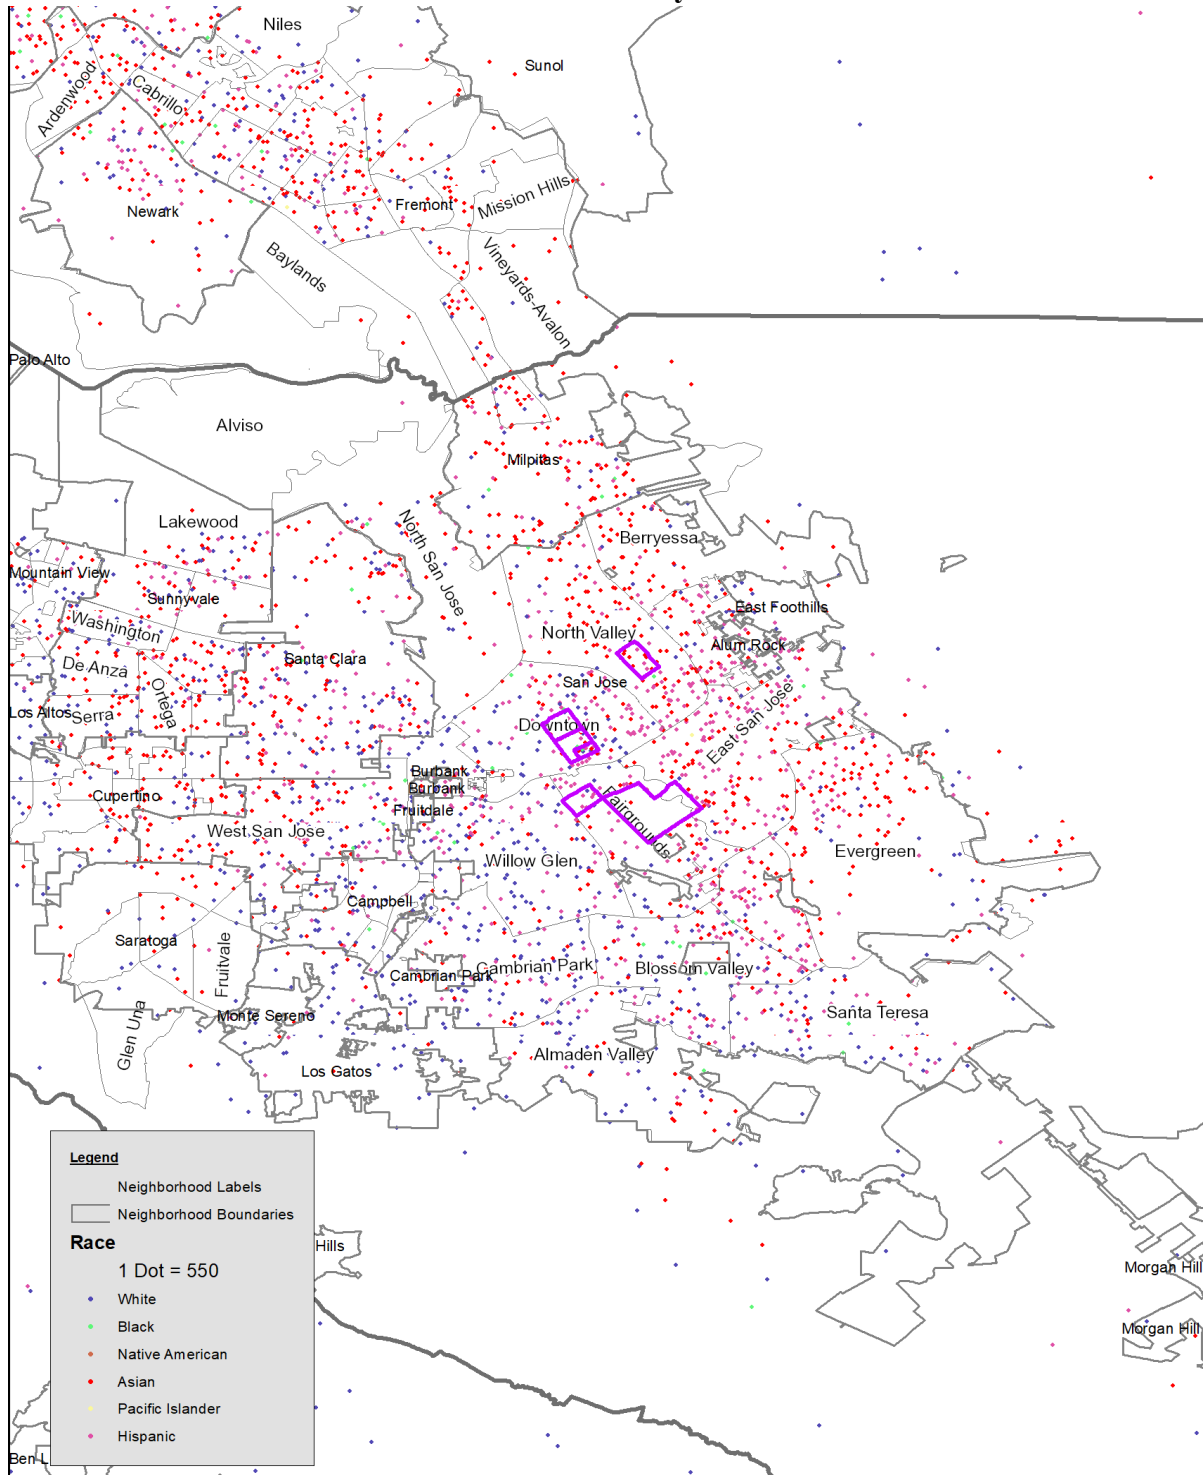 Niles
Sunol
Ardenwood
Cabrillo
Newark
Fremont
Mission Hills
Baylands
Vineyards-Avalon
Palo Alto
Alviso
Milpitas
Lakewood
North San Jose
Berryessa
Mountain View
Sunnyvale
East Foothills
Washington
North Valley
Alum Rock
Santa Clara
De Anza
San Jose
Ortega
Los Altos
Serra
Downtown
East San Jose
Burbank
Burbank
Cupertino
Fruitdale
Fairgrounds
West San Jose
Willow Glen
Evergreen
Campbell
Saratoga
Fruitvale
Cambrian Park
Cambrian Park
Blossom Valley
Glen Una
Monte Sereno
Santa Teresa
Almaden Valley
Los Gatos
Legend
Neighborhood Labels
Neighborhood Boundaries
Race
1 Dot = 550
White
Black
Native American
Asian
Pacific Islander
Hispanic
Hills
Morgan Hill
Morgan Hill
Ben L